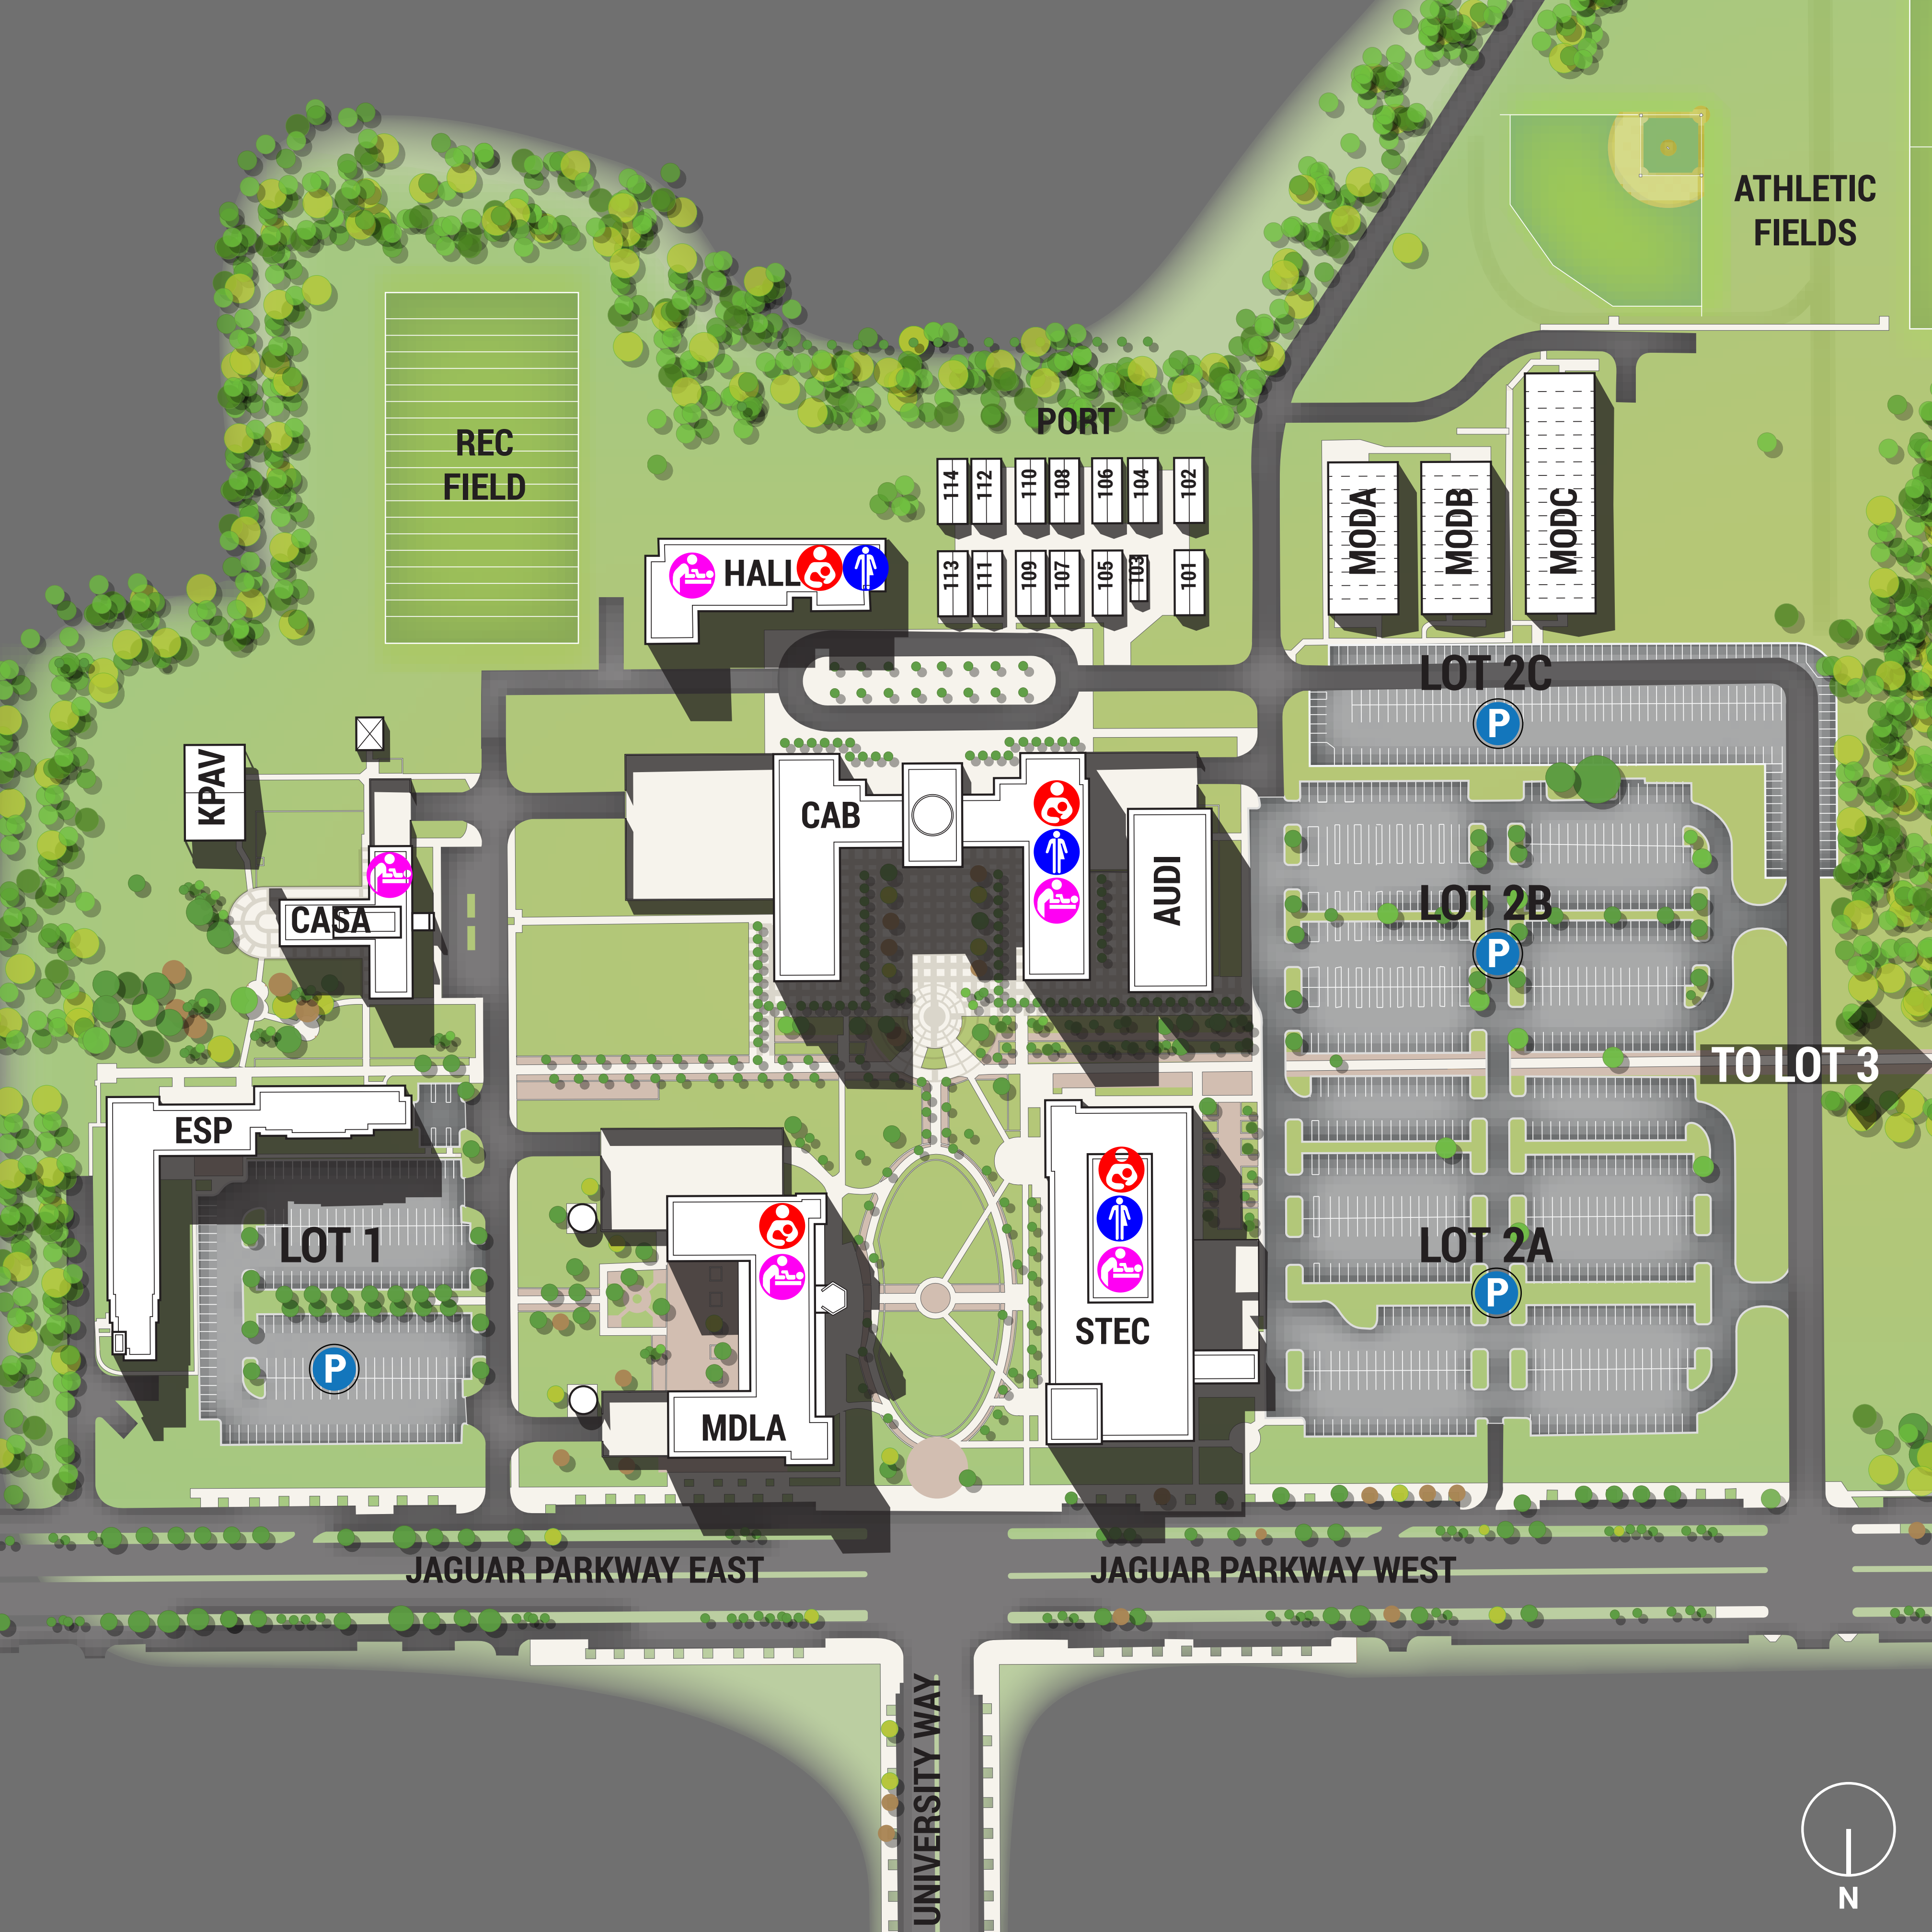 ATHLETIC
FIELDS
PORT
REC
FIELD
114
112
110
108
106
104
102
MODA
MODB
MODC
HALL
113
111
109
107
105
103
101
LOT 2C
P
KPAV
CAB
AUDI
CASA
LOT 2B
P
TO LOT 3
ESP
LOT 1
LOT 2A
P
STEC
P
MDLA
JAGUAR PARKWAY EAST
JAGUAR PARKWAY WEST
UNIVERSITY WAY
N